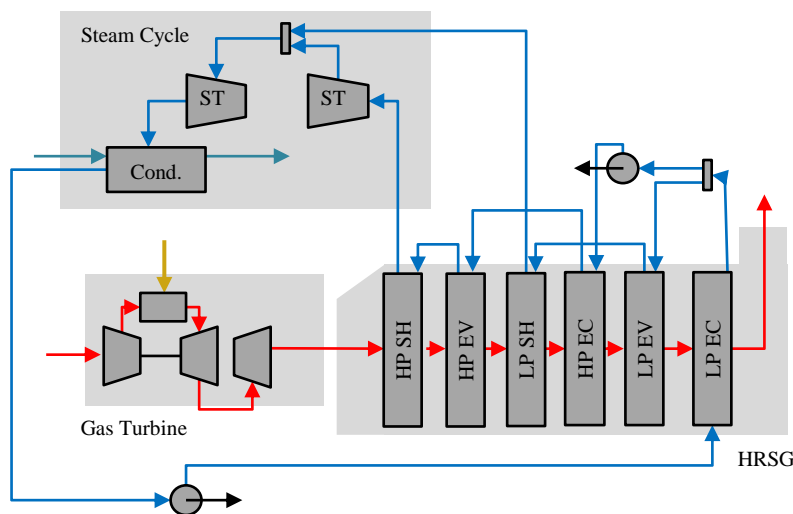 Steam Cycle
ST
ST
Cond.
HP SH
HP EV
LP SH
HP EC
LP EV
LP EC
Gas Turbine
HRSG